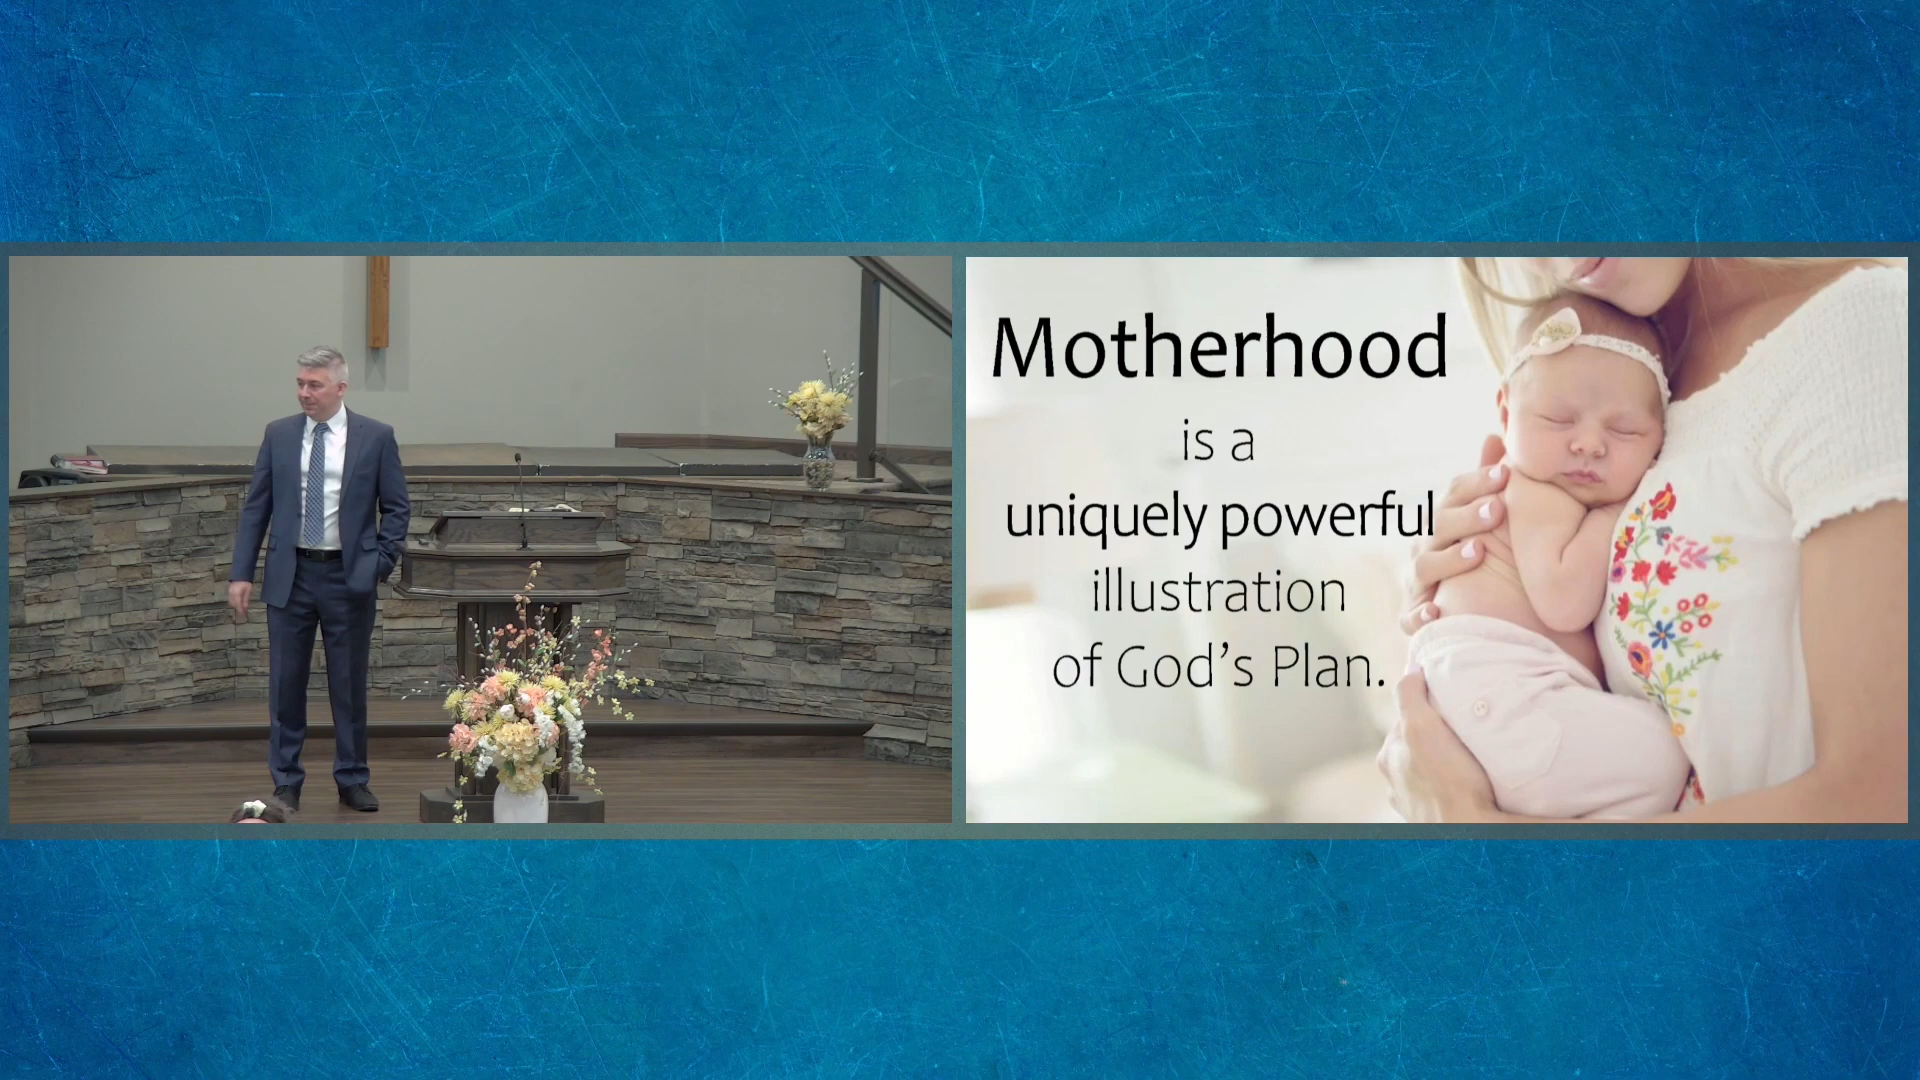 Motherhood
is a
uniquely powerful
illustration
of God's Plan.